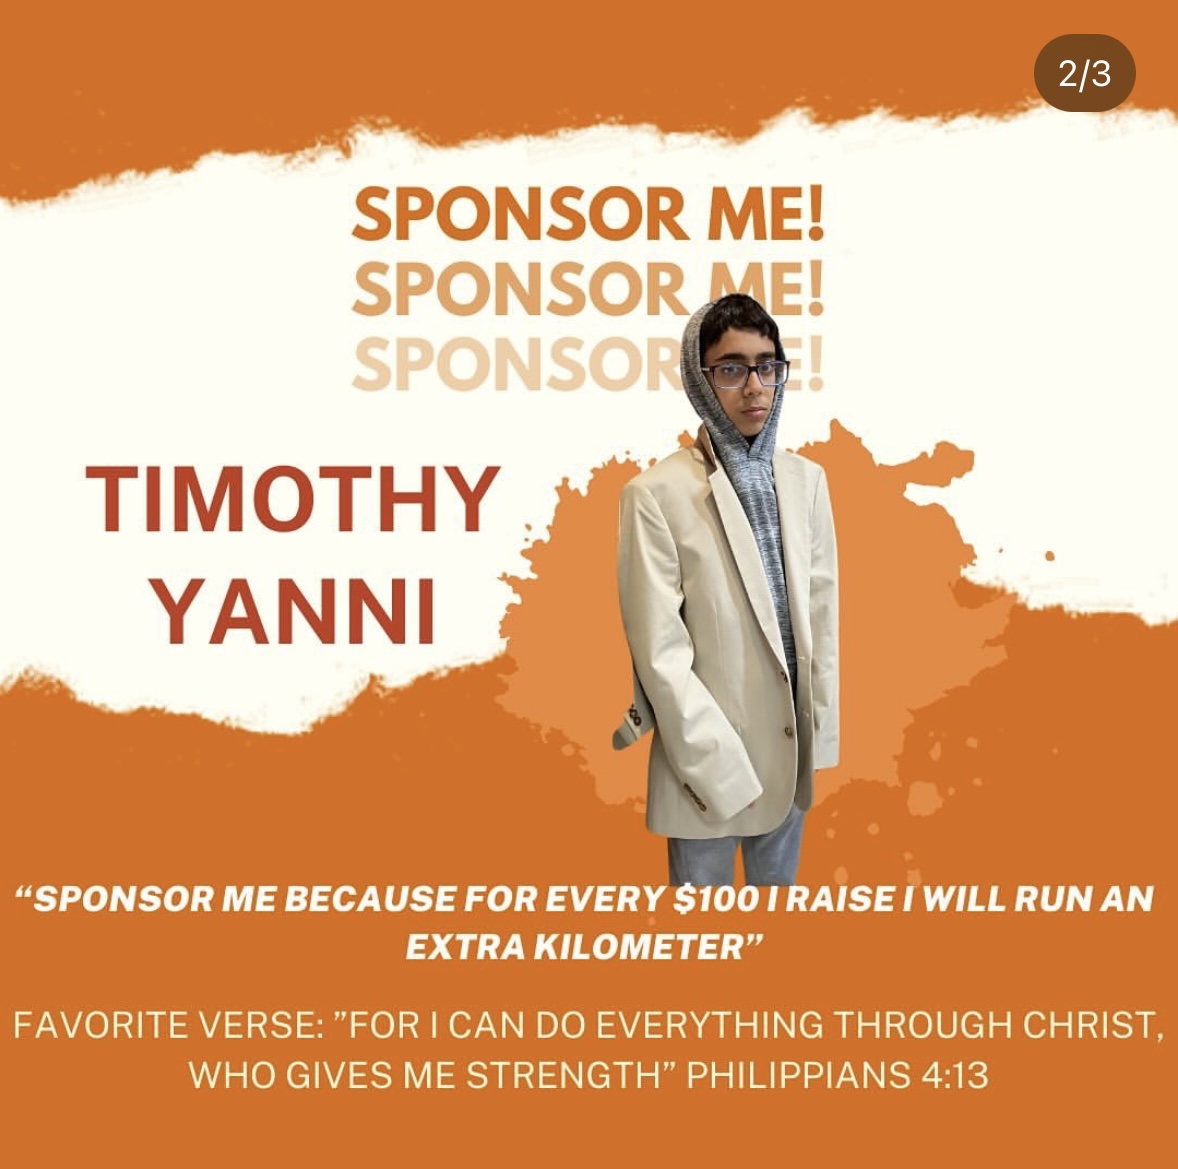 2/3
SPONSOR ME!
SPONSOR ME!
SPONSOR E!
TIMOTHY
YANNI
“SPONSOR ME BECAUSE FOR EVERY $100 I RAISE I WILL RUN AN
EXTRA KILOMETER”
FAVORITE VERSE: ”FOR I CAN DO EVERYTHING THROUGH CHRIST,
WHO GIVES ME STRENGTH” PHILIPPIANS 4:13